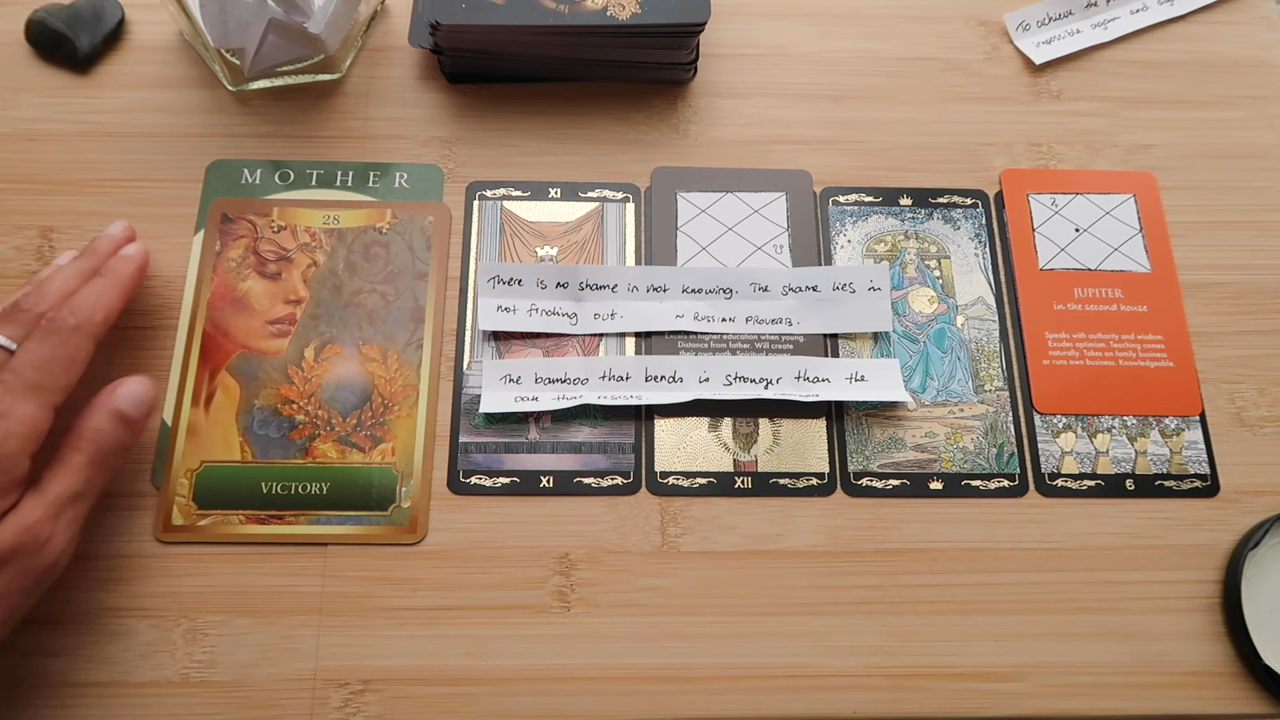 To achieve the
impossible again and
MOTHER
28
VICTORY
XI
There is no shame in not knowing. The shame lies in
not finding out. ~ RUSSIAN PROVERB.
Excels in higher education when young.
Distance from father. Will create
their own path. Spiritual power
The bamboo that bends is stronger than the
oak that resists.
XI
XII
JUPITER
in the second house
Speaks with authority and wisdom.
Exudes optimism. Teaching comes
naturally. Takes on family business
or runs own business. Knowledgeable.
6